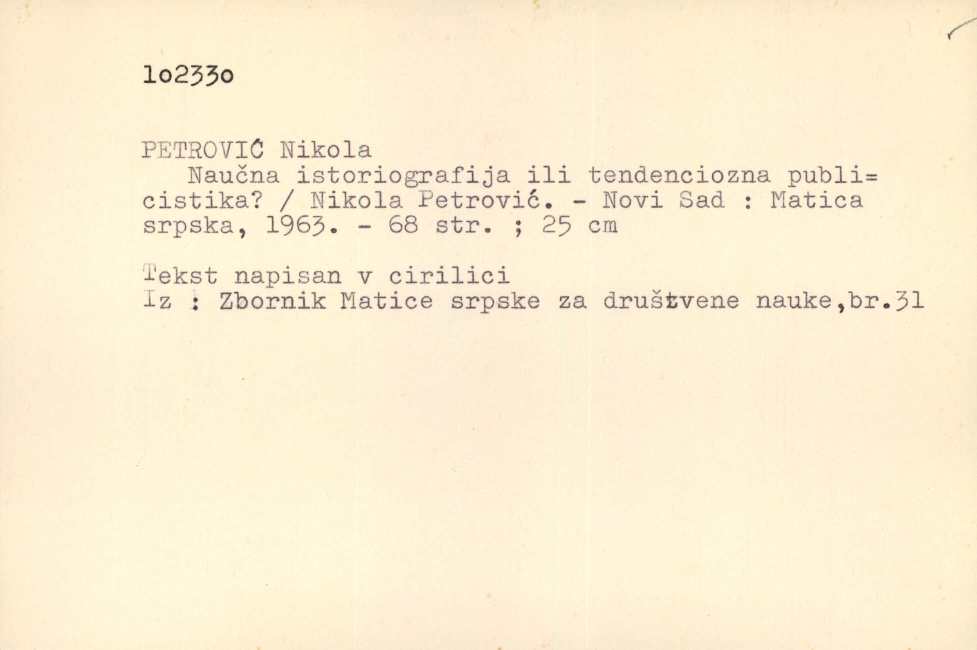 lo233o
PETROVIĆ Nikola
Naučna istoriografija ili tendenciozna publi=
cistika? / Nikola Petrović. - Novi Sad : Matica
srpska, 1963. - 68 str. ; 25 cm
Tekst napisan v cirilici
Iz : Zbornik Matice srpske za društvene nauke,br.31